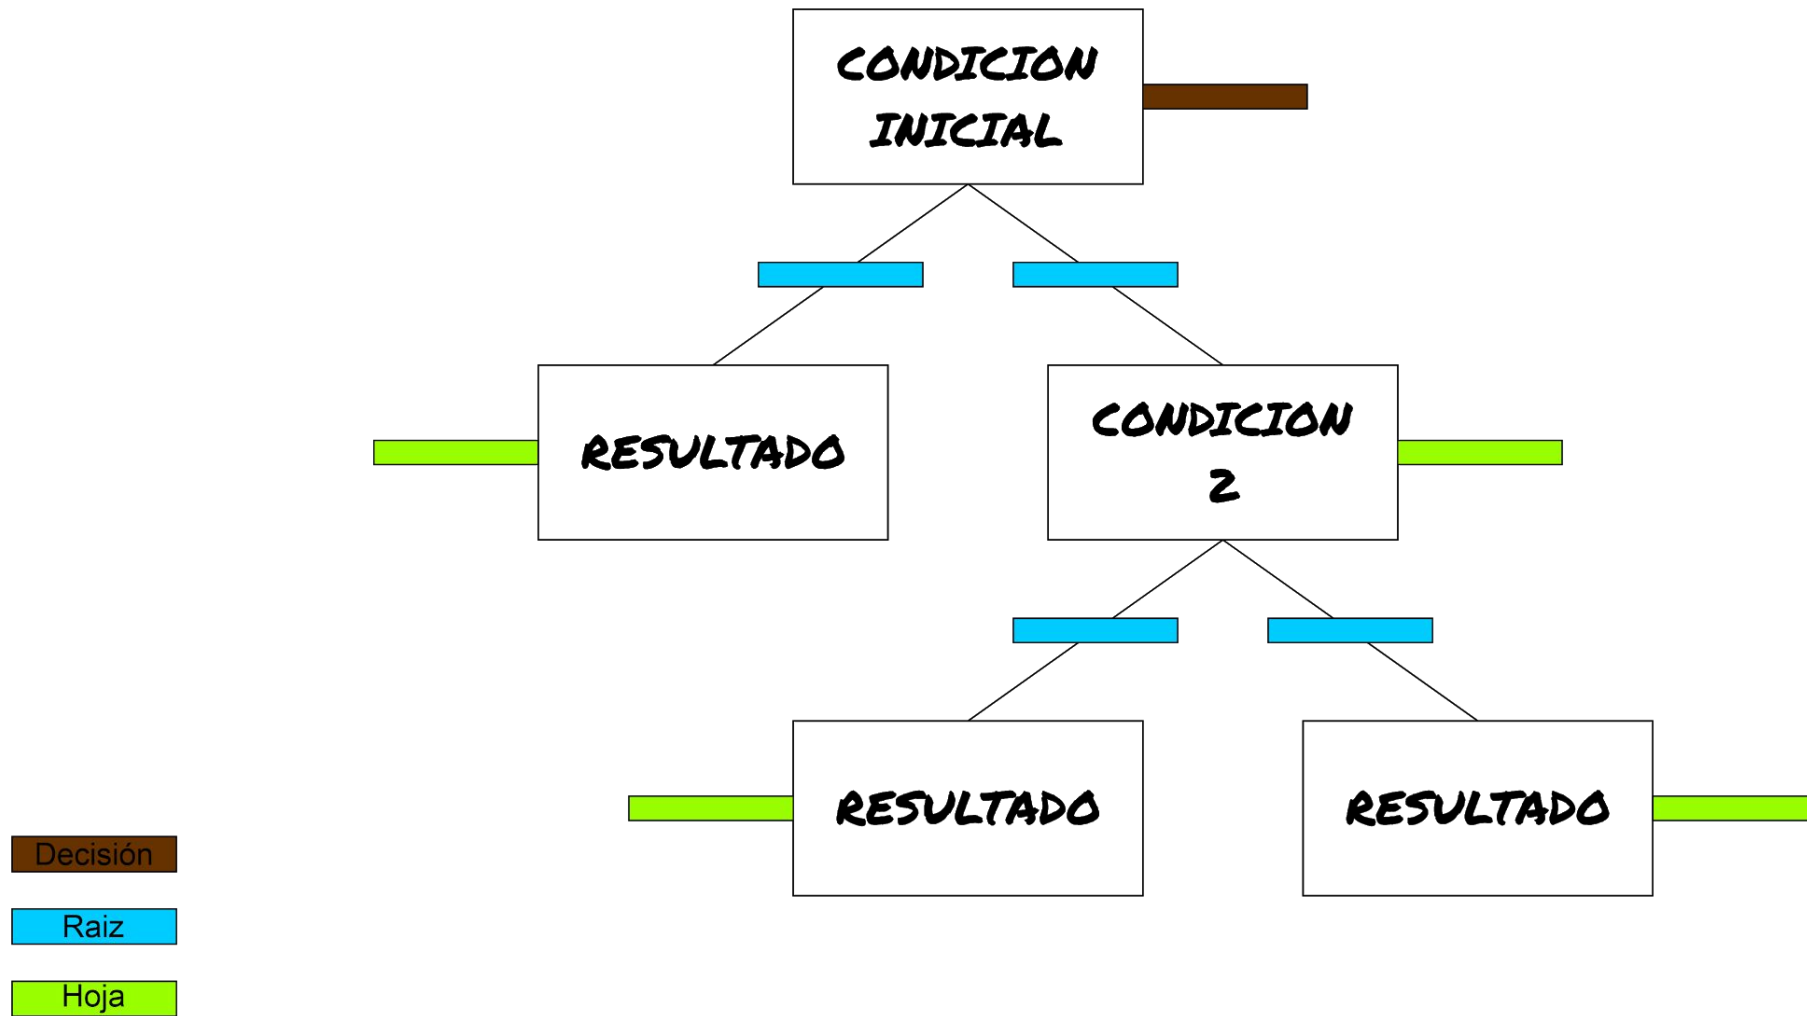 CONDICION
INICIAL
RESULTADO
CONDICION
2
RESULTADO
RESULTADO
Decisión
Raiz
Hoja